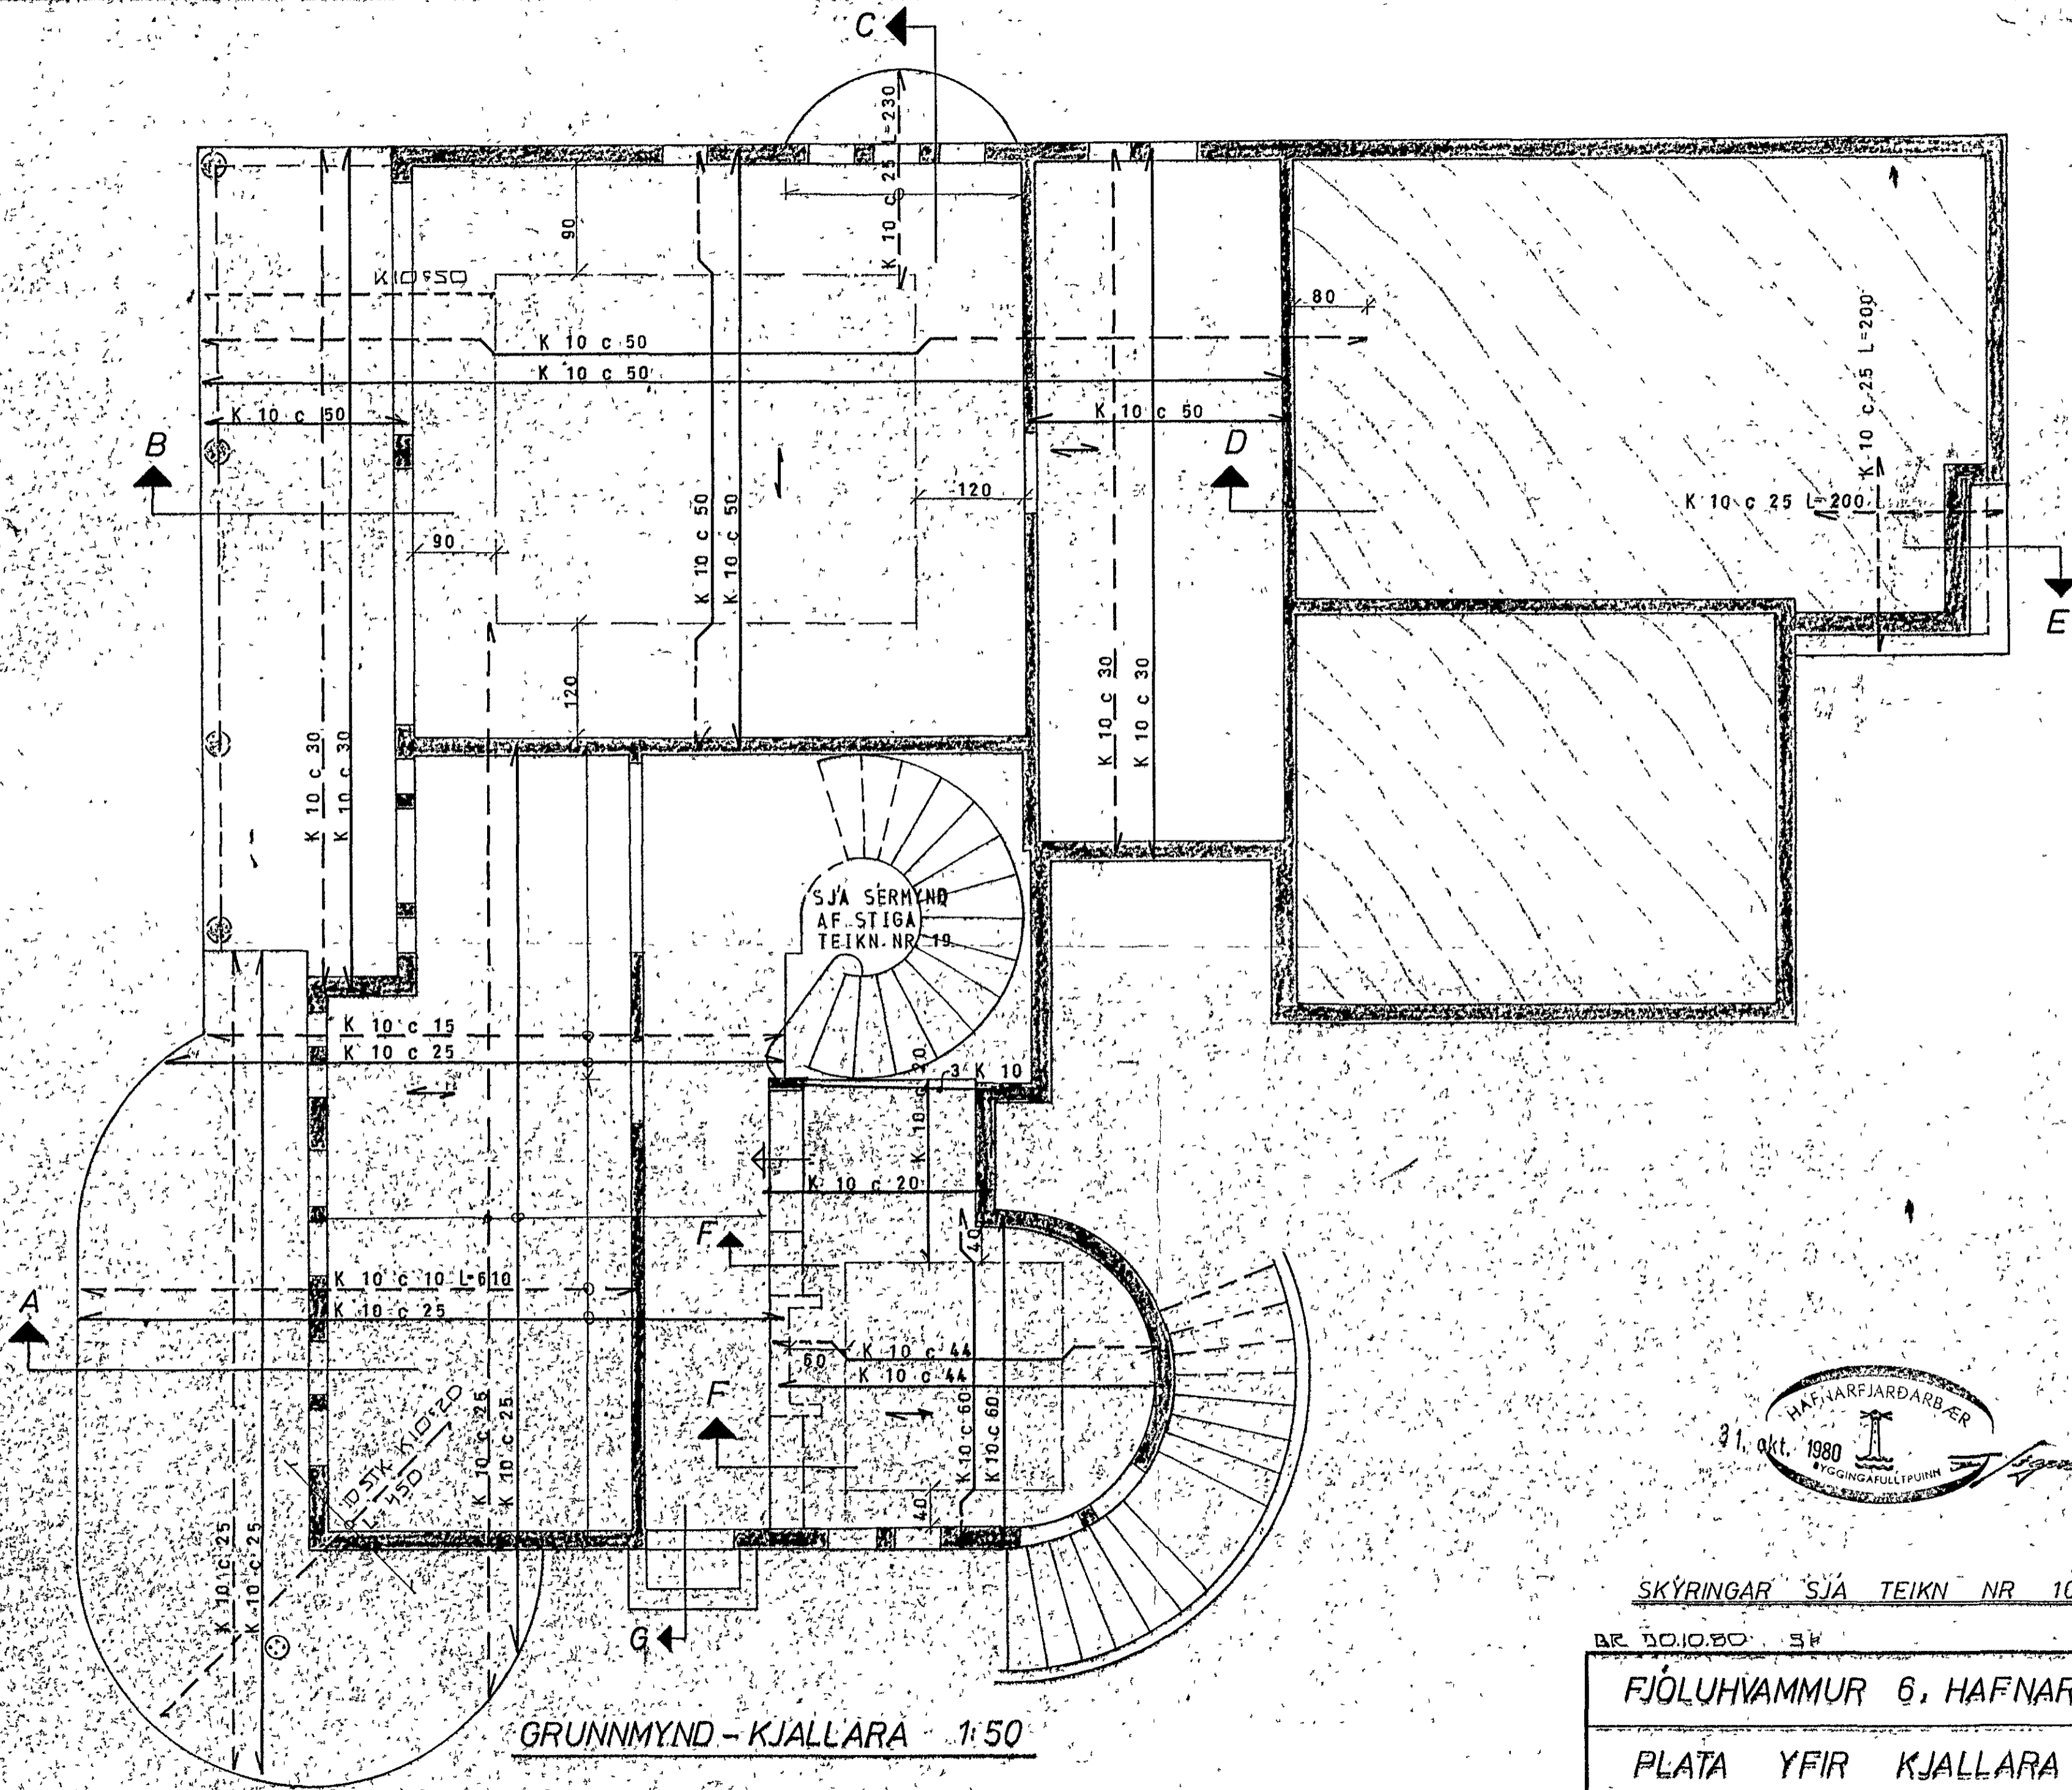 C
K 10 c 25 L=230
90
K10c50
80
K 10 c 50
K 10 c 50
K 10 c 50
K 10 c 50
B
D
K 10 c 25 L=200
K 10 c 25 L=200
120
90
K 10 c 50
K 10 c 50
E
120
K 10 c 30
K 10 c 30
K 10 c 30
K 10 c 30
SJÁ SÉRMYND
AF STIGA
TEIKN. NR 19
K 10 c 15
K 10 c 25
3 K 10
K 10 c 20
K 10 c 20
F
40
K 10 c 10 L=610
K 10 c 25
A
K 10 c 44
60
K 10 c 44
F
K 10 c 60
K 10 c 60
K 10 c 25
K 10 c 25
10 STK K10c20
L=450
40
K 10 c 25
K 10 c 25
G
HAFNARFJARÐARBÆR
31. okt. 1980
BYGGINGAFULLTRÚINN
SKÝRINGAR SJÁ TEIKN NR 10
GRUNNMYND - KJALLARA 1:50
FJÓLUHVAMMUR 6, HAFNAR
PLATA YFIR KJALLARA